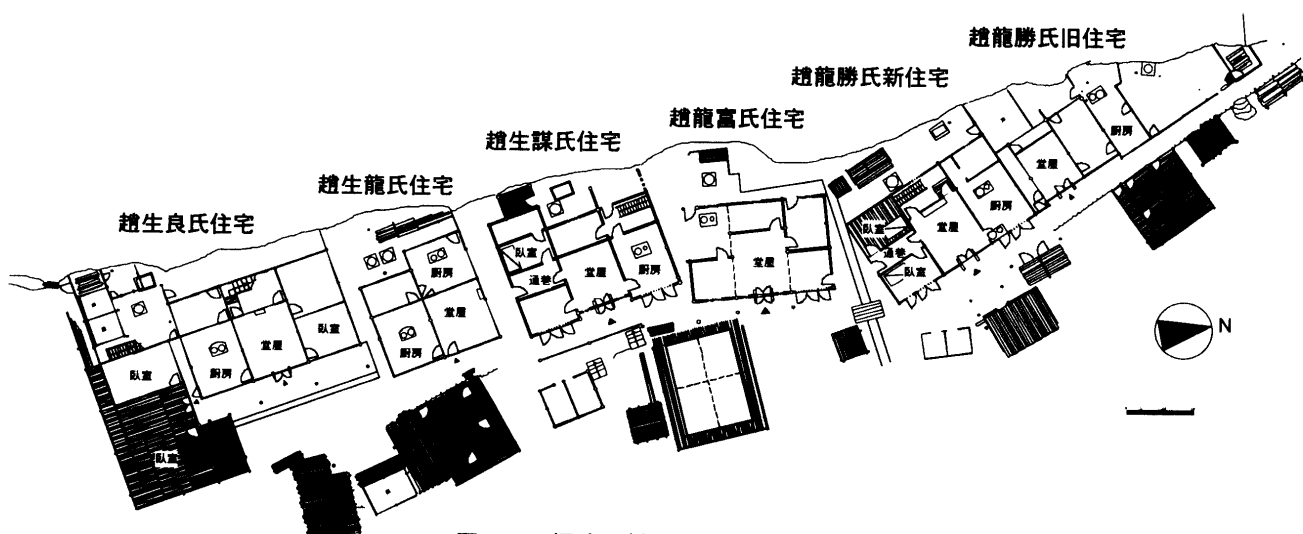 趙龍勝氏旧住宅
趙龍勝氏新住宅
趙龍富氏住宅
趙生謀氏住宅
趙生龍氏住宅
趙生良氏住宅
厨房
堂屋
厨房
堂屋
臥室
通巷
臥室
堂屋
臥室
通巷
堂屋
厨房
厨房
堂屋
厨房
臥室
堂屋
厨房
臥室
臥室
N